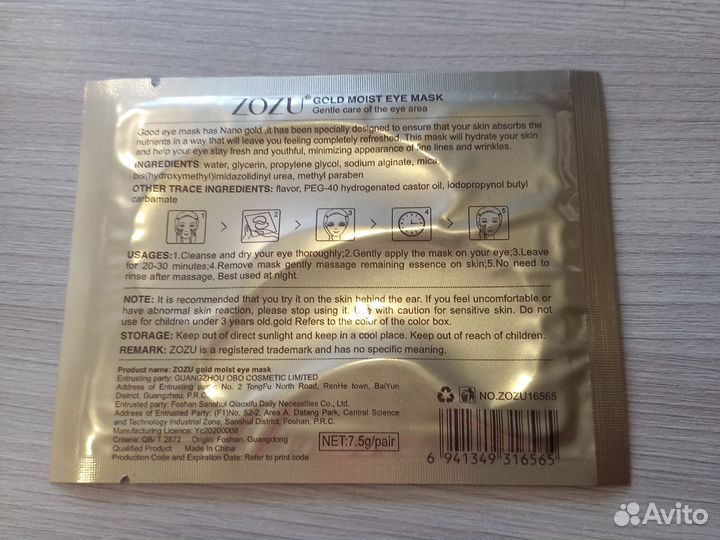 ZOZU® GOLD MOIST EYE MASK
Gentle care of the eye area
Good eye mask has Nano gold ,it has been specially designed to ensure that your skin absorbs the
nutrients in a way that will leave you feeling completely refreshed. This mask will hydrate your skin
and help your eye stay fresh and youthful, minimizing appearance of fine lines and wrinkles.
INGREDIENTS: water, glycerin, propylene glycol, sodium alginate, mica,
bis(hydroxymethyl)imidazolidinyl urea, methyl paraben
OTHER TRACE INGREDIENTS: flavor, PEG-40 hydrogenated castor oil, iodopropynol butyl
carbamate
1 > 2 > 3 > 4 > 5
USAGES:1.Cleanse and dry your eye thoroughly;2.Gently apply the mask on your eye;3.Leave
for 20-30 minutes;4.Remove mask gently massage remaining essence on skin;5.No need to
rinse after massage, Best used at night.
NOTE: It is recommended that you try it on the skin behind the ear. If you feel uncomfortable or
have abnormal skin reaction, please stop using it. Use with caution for sensitive skin. Do not
use for children under 3 years old.gold Refers to the color of the color box.
STORAGE: Keep out of direct sunlight and keep in a cool place. Keep out of reach of children.
REMARK: ZOZU is a registered trademark and has no specific meaning.
Product name: ZOZU gold moist eye mask
Entrusting party: GUANGZHOU OBO COSMETIC LIMITED
Address of Entrusting party: No. 2 TongFu North Road, RenHe town, BaiYun
District, Guangzhou, P.R.C.
Entrusted party: Foshan Sanshui Qiaoxifu Daily Necessities Co., Ltd.
Address of Entrusted Party: (F1)No. 52-2, Area A, Datang Park, Central Science
and Technology Industrial Zone, Sanshui District, Foshan, P.R.C.
Manufacturing Licence: Yc20200008
Criteria: QB/T 2872 Origin: Foshan, Guangdong
Qualified Product Made In China
Production Code and Expiration Date: Refer to print code
NET:7.5g/pair
NO.ZOZU16565
6 941349 316565
Avito